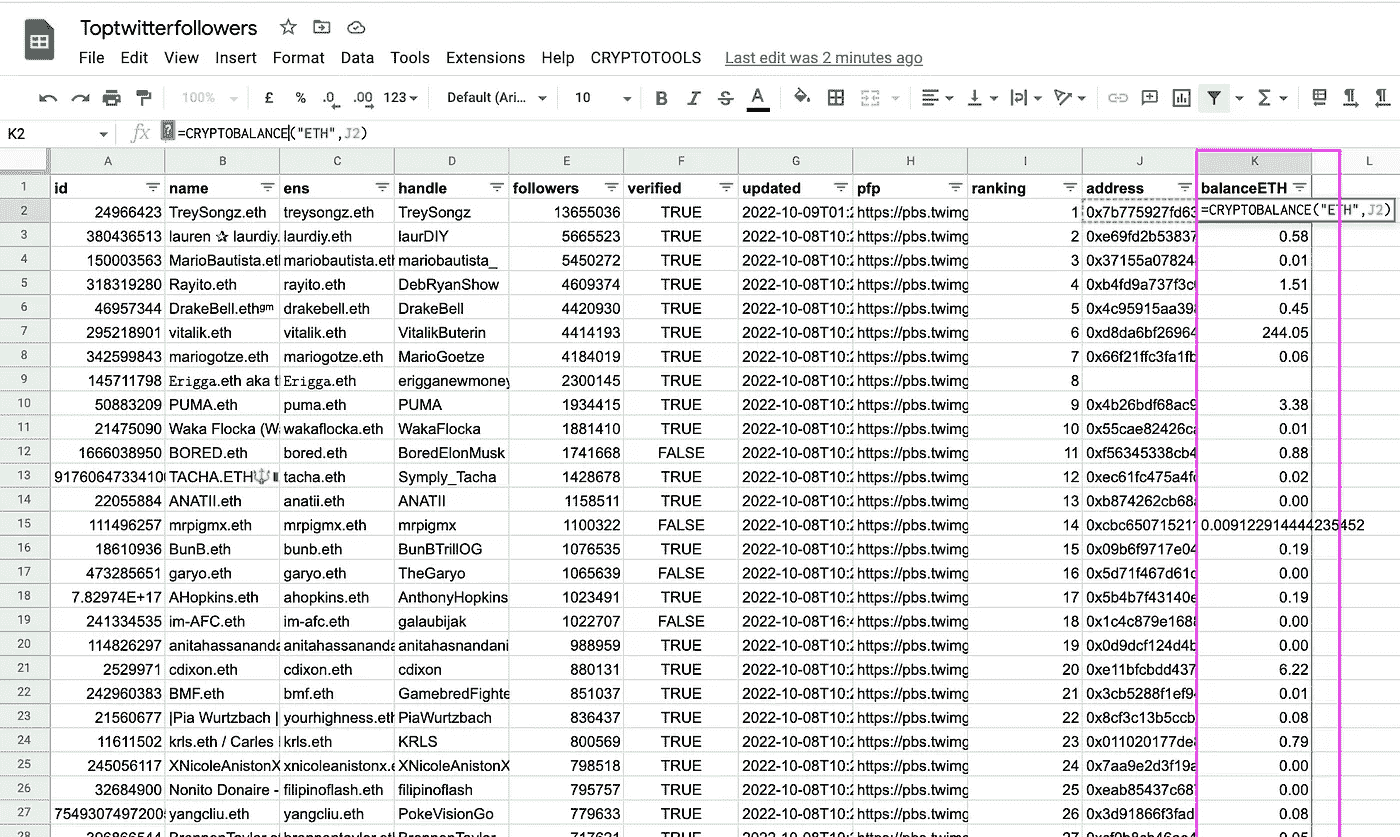 Toptwitterfollowers
File Edit View Insert Format Data Tools Extensions Help CRYPTOTOOLS Last edit was 2 minutes ago
100% £ % .0 .00 123 Default (Ari... 10 B I S A
K2 fx ? =CRYPTOBALANCE("ETH",J2)
A B C D E F G H I J K L
1 id name ens handle followers verified updated pfp ranking address balanceETH
2 24966423 TreySongz.eth treysongz.eth TreySongz 13655036 TRUE 2022-10-09T01:2 https://pbs.twimg 1 0x7b775927fd63 =CRYPTOBALANCE("ETH",J2)
3 380436513 lauren ✰ laurdiy. laurdiy.eth laurDIY 5665523 TRUE 2022-10-08T10:2 https://pbs.twimg 2 0xe69fd2b53837 0.58
4 150003563 MarioBautista.et mariobautista.eth mariobautista_ 5450272 TRUE 2022-10-08T10:2 https://pbs.twimg 3 0x37155a07824 0.01
5 318319280 Rayito.eth rayito.eth DebRyanShow 4609374 TRUE 2022-10-08T10:2 https://pbs.twimg 4 0xb4fd9a737f3c 1.51
6 46957344 DrakeBell.ethᵍᵐ drakebell.eth DrakeBell 4420930 TRUE 2022-10-08T10:2 https://pbs.twimg 5 0x4c95915aa398 0.45
7 295218901 vitalik.eth vitalik.eth VitalikButerin 4414193 TRUE 2022-10-08T10:2 https://pbs.twimg 6 0xd8da6bf26964 244.05
8 342599843 mariogotze.eth mariogotze.eth MarioGoetze 4184019 TRUE 2022-10-08T10:2 https://pbs.twimg 7 0x66f21ffc3fa1fb 0.06
9 145711798 Erigga.eth aka t Erigga.eth erigganewmoney 2300145 TRUE 2022-10-08T10:2 https://pbs.twimg 8
10 50883209 PUMA.eth puma.eth PUMA 1934415 TRUE 2022-10-08T10:2 https://pbs.twimg 9 0x4b26bdf68ac9 3.38
11 21475090 Waka Flocka (W wakaflocka.eth WakaFlocka 1881410 TRUE 2022-10-08T10:2 https://pbs.twimg 10 0x55cae82426c 0.01
12 1666038950 BORED.eth bored.eth BoredElonMusk 1741668 FALSE 2022-10-08T10:2 https://pbs.twimg 11 0xf56345338cb4 0.88
13 9176064733410 TACHA.ETH🔱 tacha.eth Symply_Tacha 1428678 TRUE 2022-10-08T10:2 https://pbs.twimg 12 0xec61fc475a4f 0.02
14 22055884 ANATII.eth anatii.eth ANATII 1158511 TRUE 2022-10-08T10:2 https://pbs.twimg 13 0xb874262cb68 0.00
15 111496257 mrpigmx.eth mrpigmx.eth mrpigmx 1100322 FALSE 2022-10-08T10:2 https://pbs.twimg 14 0xcbc65071521 0.009122914444235452
16 18610936 BunB.eth bunb.eth BunBTrillOG 1076535 TRUE 2022-10-08T10:2 https://pbs.twimg 15 0x09b6f9717e04 0.19
17 473285651 garyo.eth garyo.eth TheGaryo 1065639 FALSE 2022-10-08T10:2 https://pbs.twimg 16 0x5d71f467d61c 0.00
18 7.82974E+17 AHopkins.eth ahopkins.eth AnthonyHopkins 1023491 TRUE 2022-10-08T10:2 https://pbs.twimg 17 0x5b4b7f43140e 0.19
19 241334535 im-AFC.eth im-afc.eth galaubijak 1022707 FALSE 2022-10-08T16:4 https://pbs.twimg 18 0x1c4c879e168 0.00
20 114826297 anitahassananda anitahassananda anitahasnandani 988959 TRUE 2022-10-08T10:2 https://pbs.twimg 19 0x0d9dcf124d4b 0.00
21 2529971 cdixon.eth cdixon.eth cdixon 880131 TRUE 2022-10-08T10:2 https://pbs.twimg 20 0xe11bfcbdd437 6.22
22 242960383 BMF.eth bmf.eth GamebredFighte 851037 TRUE 2022-10-08T10:2 https://pbs.twimg 21 0x3cb5288f1ef9 0.01
23 21560677 |Pia Wurtzbach | yourhighness.eth PiaWurtzbach 836437 TRUE 2022-10-08T10:2 https://pbs.twimg 22 0x8cf3c13b5ccb 0.08
24 11611502 krls.eth / Carles krls.eth KRLS 800569 TRUE 2022-10-08T10:2 https://pbs.twimg 23 0x011020177de 0.79
25 245056117 XNicoleAnistonX xnicoleanistonx.e XNicoleAnistonX 798518 TRUE 2022-10-08T10:2 https://pbs.twimg 24 0x7aa9e2d3f19a 0.00
26 32684900 Nonito Donaire - filipinoflash.eth filipinoflash 795757 TRUE 2022-10-08T10:2 https://pbs.twimg 25 0xeab85437c68 0.00
27 7549307497200 yangcliu.eth yangcliu.eth PokeVisionGo 779633 TRUE 2022-10-08T10:2 https://pbs.twimg 26 0x3d91866f3fad 0.08